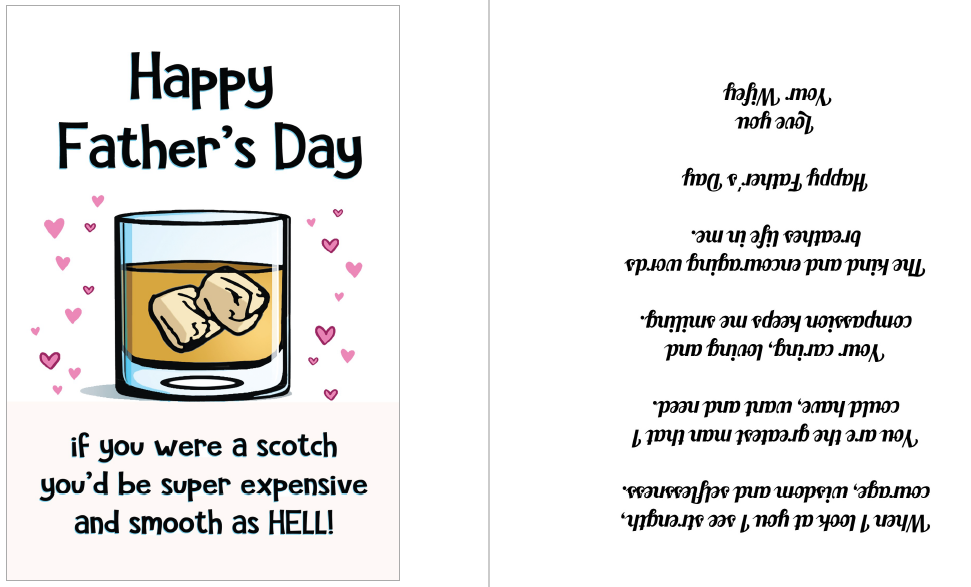 Happy
Father's Day
if you were a scotch
you'd be super expensive
and smooth as HELL!
When I look at you I see strength,
courage, wisdom and selflessness.
You are the greatest man that I
could have, want and need.
Your caring, loving and
compassion keeps me smiling.
The kind and encouraging words
breathes life in me.
Happy Father's Day
Love you
Your Wifey